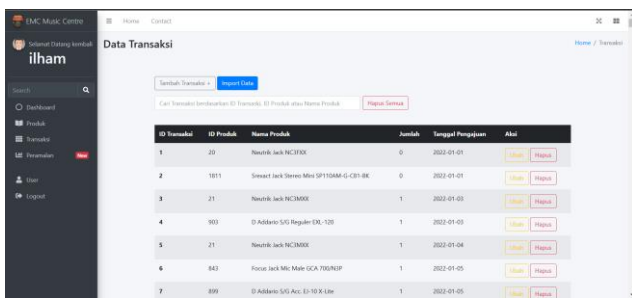 EMC Music Centre
Home Contact
Selamat Datang kembali
ilham
Data Transaksi
Home / Transaksi
Search
Dashboard
Produk
Transaksi
Peramalan New
User
Logout
Tambah Transaksi + Import Data
Cari Transaksi berdasarkan ID Transaksi, ID Produk atau Nama Produk Hapus Semua
ID Transaksi ID Produk Nama Produk Jumlah Tanggal Pengajuan Aksi
1 20 Neutrik Jack NC3FXX 0 2022-01-01 Ubah Hapus
2 1811 Srexact Jack Stereo Mini SP110AM-G-CB1-BK 0 2022-01-01 Ubah Hapus
3 21 Neutrik Jack NC3MXX 1 2022-01-03 Ubah Hapus
4 903 D Addario S/G Reguler EXL-120 1 2022-01-03 Ubah Hapus
5 21 Neutrik Jack NC3MXX 1 2022-01-04 Ubah Hapus
6 843 Focus Jack Mic Male GCA 700/N3P 1 2022-01-05 Ubah Hapus
7 899 D Addario S/G Acc. EJ-10 X-Lite 1 2022-01-05 Ubah Hapus